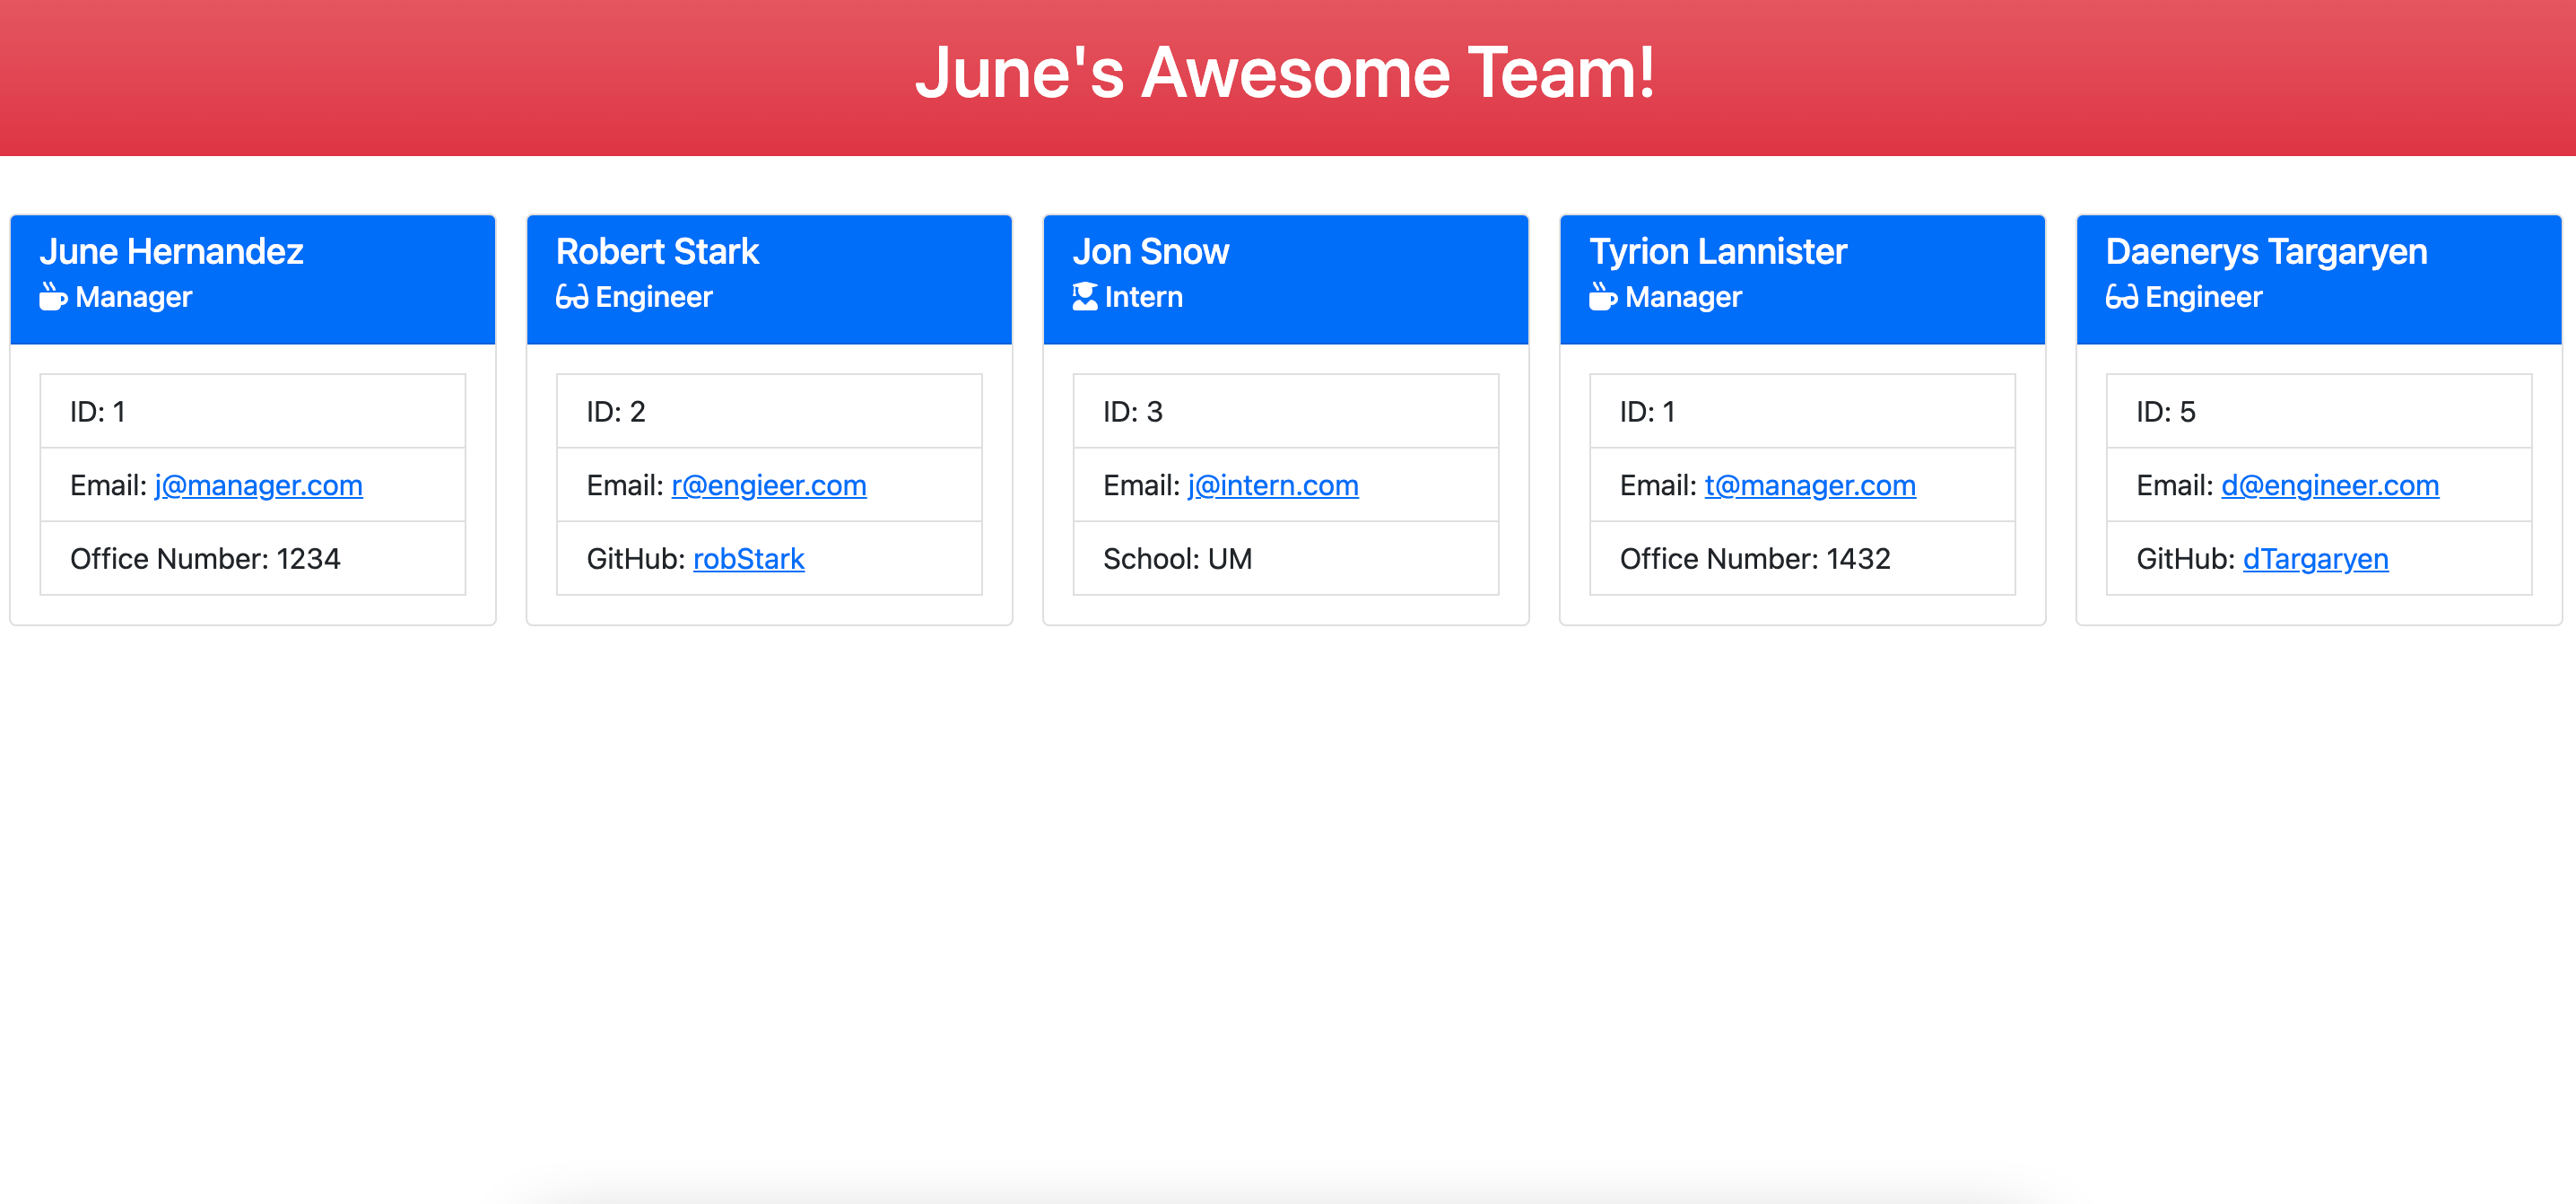 June's Awesome Team!
June Hernandez
Manager
ID: 1
Email: j@manager.com
Office Number: 1234
Robert Stark
Engineer
ID: 2
Email: r@engieer.com
GitHub: robStark
Jon Snow
Intern
ID: 3
Email: j@intern.com
School: UM
Tyrion Lannister
Manager
ID: 1
Email: t@manager.com
Office Number: 1432
Daenerys Targaryen
Engineer
ID: 5
Email: d@engineer.com
GitHub: dTargaryen